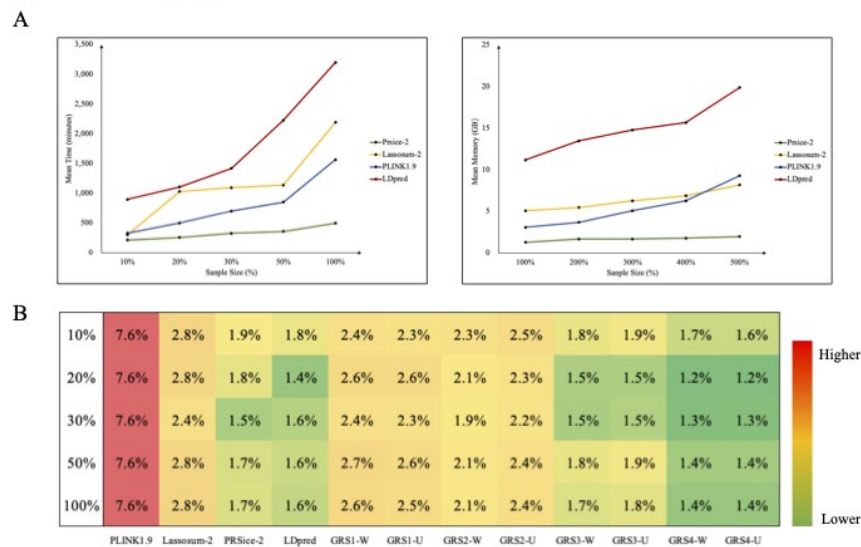 A
3,500
3,000
2,500
2,000
1,500
1,000
500
0
Mean Time (minutes)
10% 20% 30% 50% 100%
Sanple Size (%)
Prsice-2
Lassosum-2
PLINK1.9
LDpred
25
20
15
10
5
0
Mean Memory (GB)
100% 200% 300% 400% 500%
Sanple Size (%)
Prsice-2
Lassosum-2
PLINK1.9
LDpred
B
10% 7.6% 2.8% 1.9% 1.8% 2.4% 2.3% 2.3% 2.5% 1.8% 1.9% 1.7% 1.6%
20% 7.6% 2.8% 1.8% 1.4% 2.6% 2.6% 2.1% 2.3% 1.5% 1.5% 1.2% 1.2%
30% 7.6% 2.4% 1.5% 1.6% 2.4% 2.3% 1.9% 2.2% 1.5% 1.5% 1.3% 1.3%
50% 7.6% 2.8% 1.7% 1.6% 2.7% 2.6% 2.1% 2.4% 1.8% 1.9% 1.4% 1.4%
100% 7.6% 2.8% 1.7% 1.6% 2.6% 2.5% 2.1% 2.4% 1.7% 1.8% 1.4% 1.4%
PLINK1.9 Lassosum-2 PRSice-2 LDpred GRS1-W GRS1-U GRS2-W GRS2-U GRS3-W GRS3-U GRS4-W GRS4-U
Higher
Lower